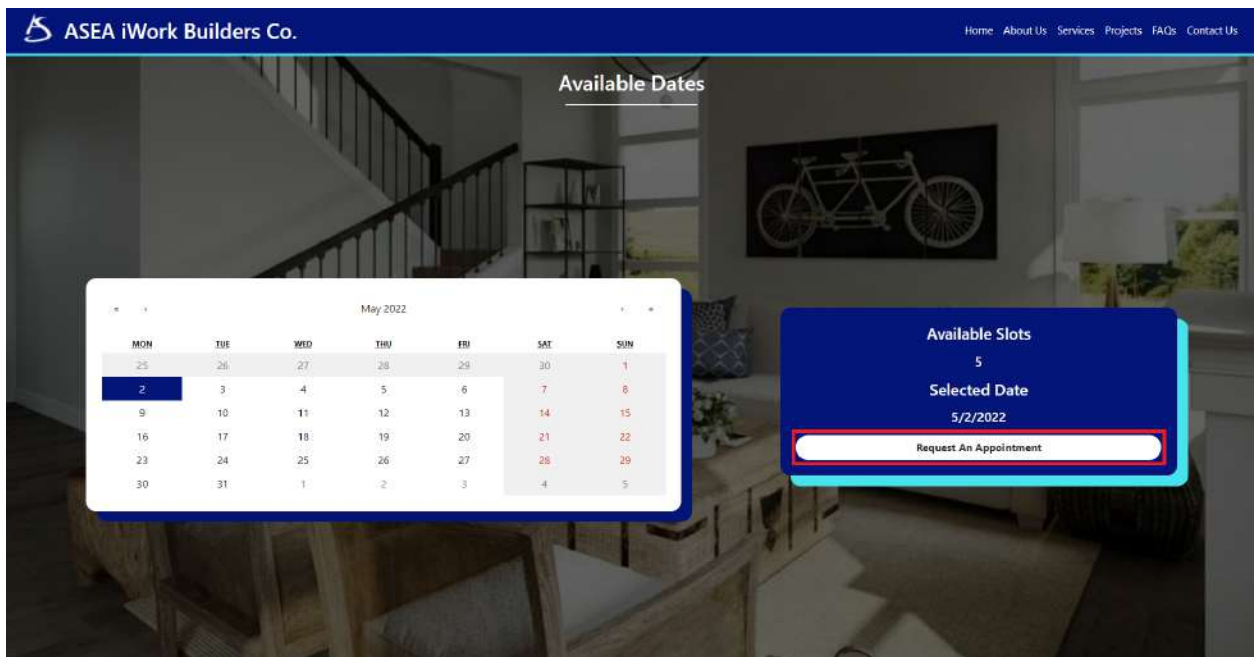 ASEA iWork Builders Co.
Home About Us Services Projects FAQs Contact Us
Available Dates
« ‹ May 2022 › »
MON TUE WED THU FRI SAT SUN
25 26 27 28 29 30 1
2 3 4 5 6 7 8
9 10 11 12 13 14 15
16 17 18 19 20 21 22
23 24 25 26 27 28 29
30 31 1 2 3 4 5
Available Slots
5
Selected Date
5/2/2022
Request An Appointment